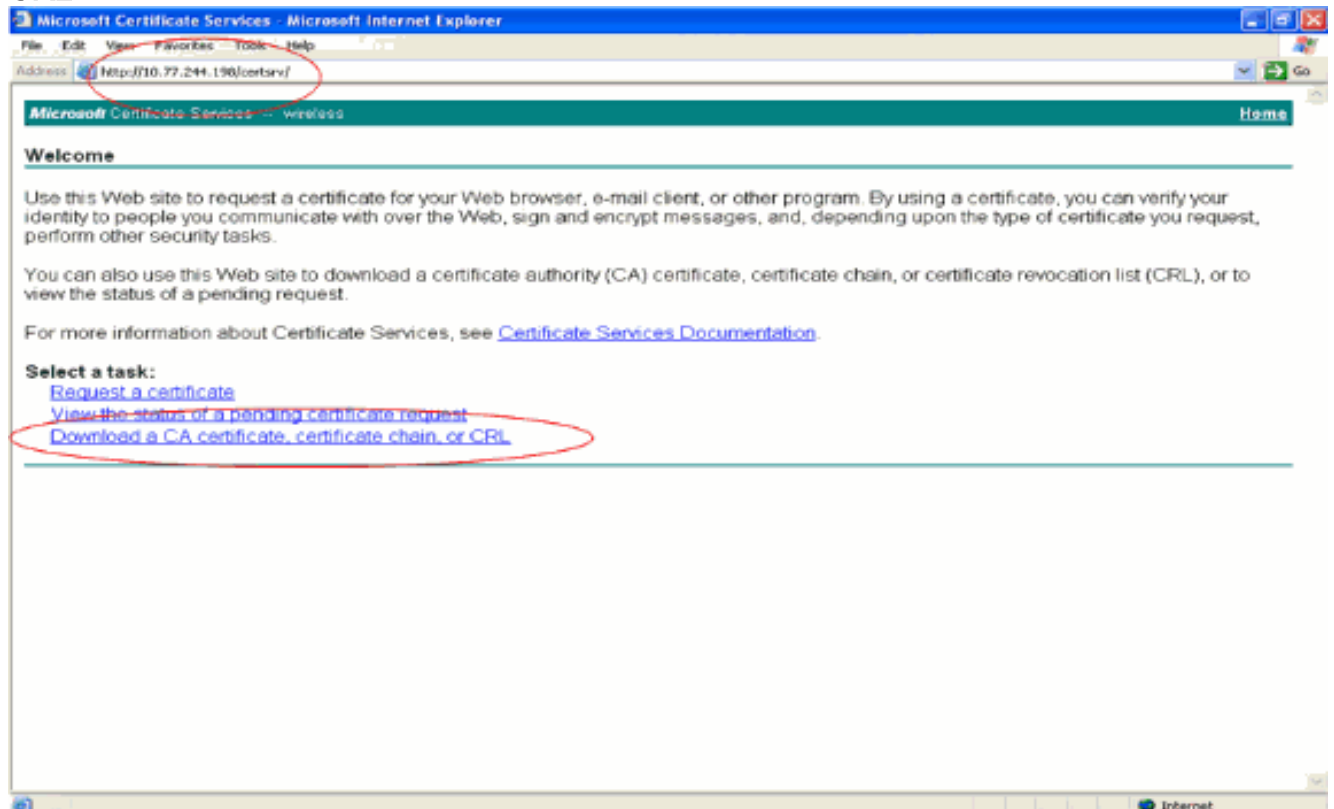 Microsoft Certificate Services - Microsoft Internet Explorer
File Edit View Favorites Tools Help
Address http://10.77.244.198/certsrv/ Go
Microsoft Certificate Services -- wireless Home
Welcome
Use this Web site to request a certificate for your Web browser, e-mail client, or other program. By using a certificate, you can verify your
identity to people you communicate with over the Web, sign and encrypt messages, and, depending upon the type of certificate you request,
perform other security tasks.
You can also use this Web site to download a certificate authority (CA) certificate, certificate chain, or certificate revocation list (CRL), or to
view the status of a pending request.
For more information about Certificate Services, see Certificate Services Documentation.
Select a task:
Request a certificate
View the status of a pending certificate request
Download a CA certificate, certificate chain, or CRL
Internet